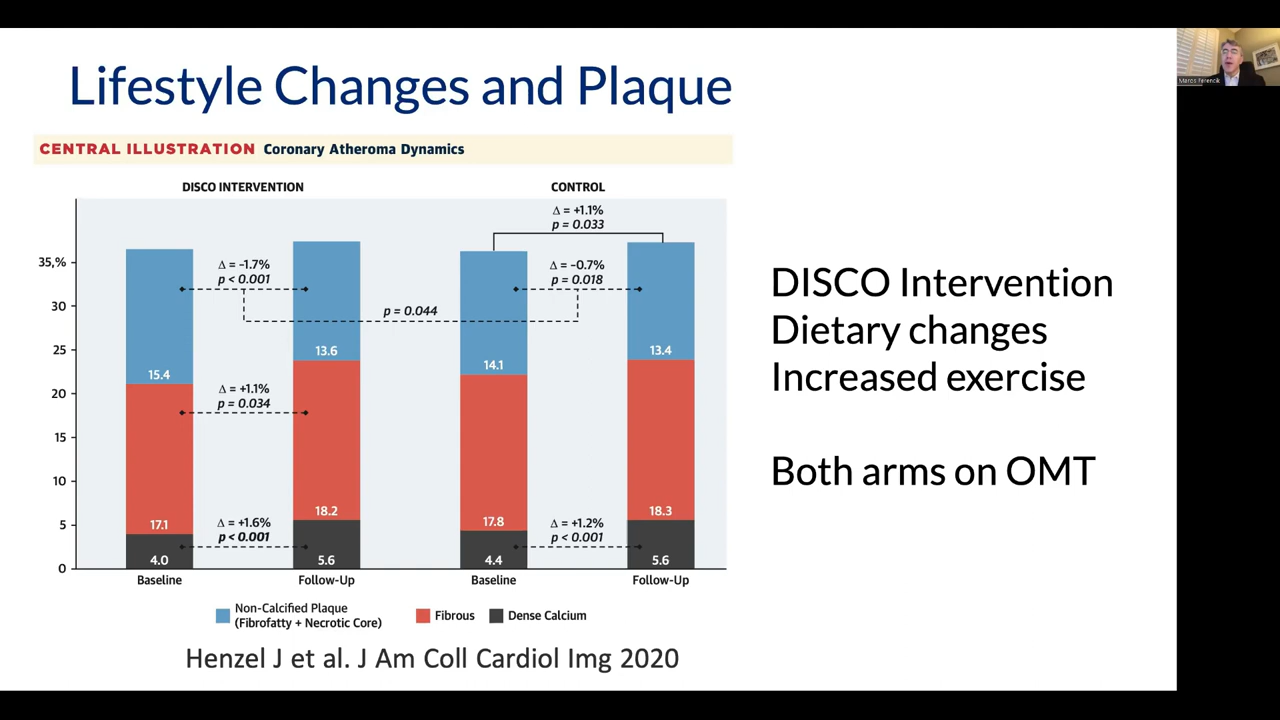 Lifestyle Changes and Plaque
CENTRAL ILLUSTRATION Coronary Atheroma Dynamics
DISCO INTERVENTION
CONTROL
Δ = +1.1%
p = 0.033
35,%
30
25
20
15
10
5
0
Δ = -1.7%
p < 0.001
Δ = -0.7%
p = 0.018
p = 0.044
15.4
13.6
14.1
13.4
Δ = +1.1%
p = 0.034
17.1
18.2
17.8
18.3
Δ = +1.6%
p < 0.001
Δ = +1.2%
p < 0.001
4.0
5.6
4.4
5.6
Baseline
Follow-Up
Baseline
Follow-Up
Non-Calcified Plaque
(Fibrofatty + Necrotic Core)
Fibrous
Dense Calcium
Henzel J et al. J Am Coll Cardiol Img 2020
DISCO Intervention
Dietary changes
Increased exercise
Both arms on OMT
Maros Ferencik